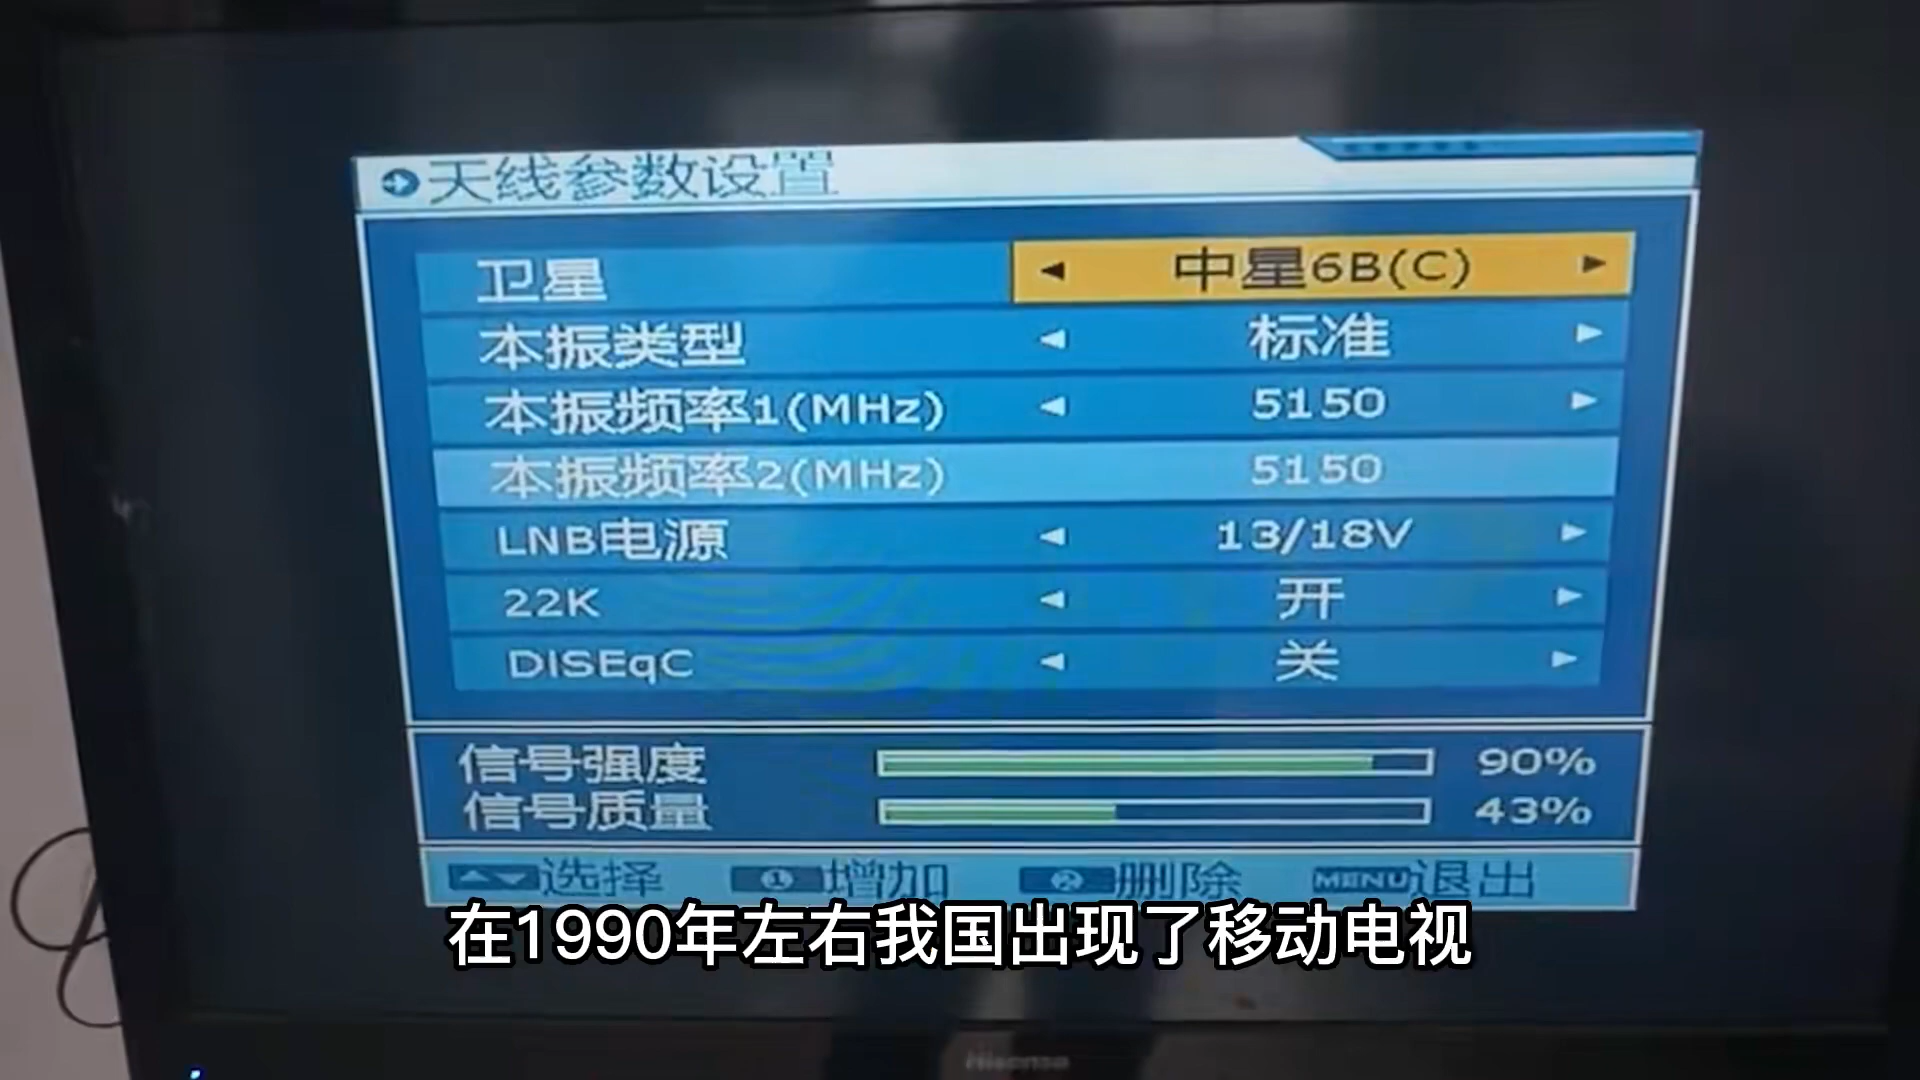 天线参数设置
卫星 中星6B(C)
本振类型 标准
本振频率1(MHz) 5150
本振频率2(MHz) 5150
LNB电源 13/18V
22K 开
DISEqC 关
信号强度 90%
信号质量 43%
选择 1 增加 2 删除 MENU 退出
在1990年左右我国出现了移动电视
Hisense